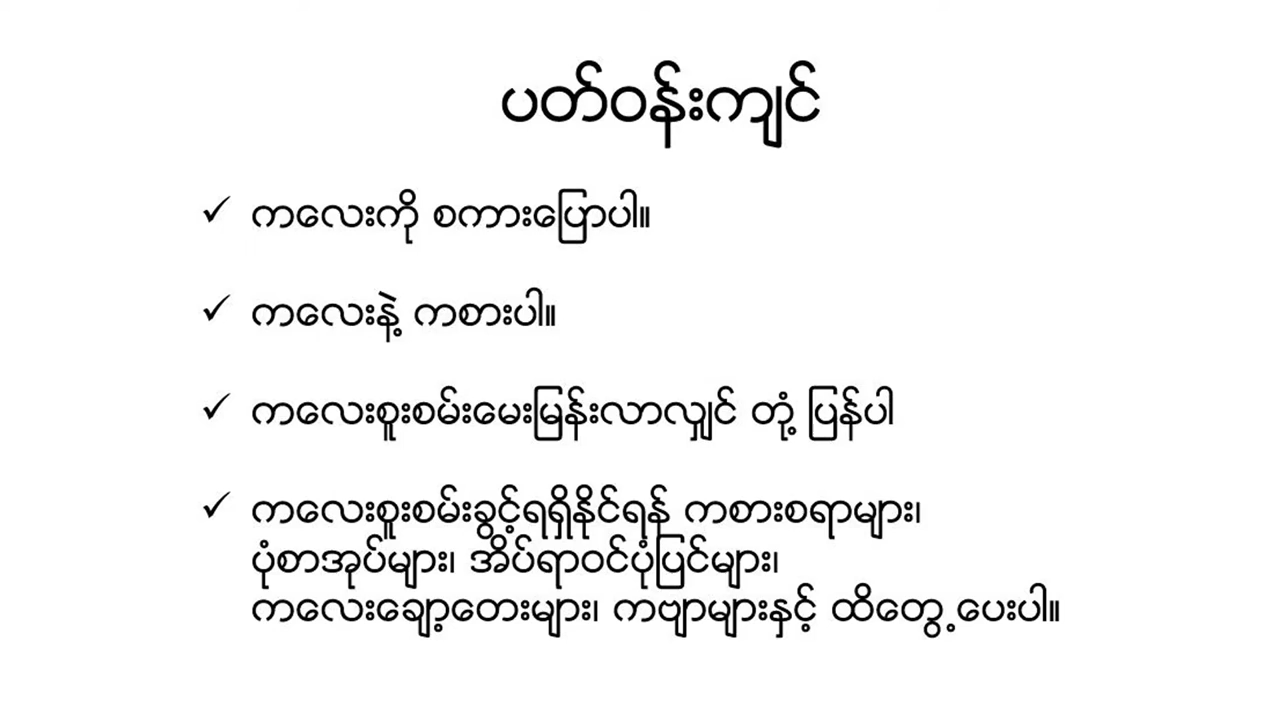 ပတ်ဝန်းကျင်
✓ ကလေးကို စကားပြောပါ။
✓ ကလေးနဲ့ ကစားပါ။
✓ ကလေးစူးစမ်းမေးမြန်းလာလျှင် တုံ့ ပြန်ပါ
✓ ကလေးစူးစမ်းခွင့်ရရှိနိုင်ရန် ကစားစရာများ၊
ပုံစာအုပ်များ၊ အိပ်ရာဝင်ပုံပြင်များ၊
ကလေးချော့တေးများ၊ ကဗျာများနှင့် ထိတွေ့ပေးပါ။